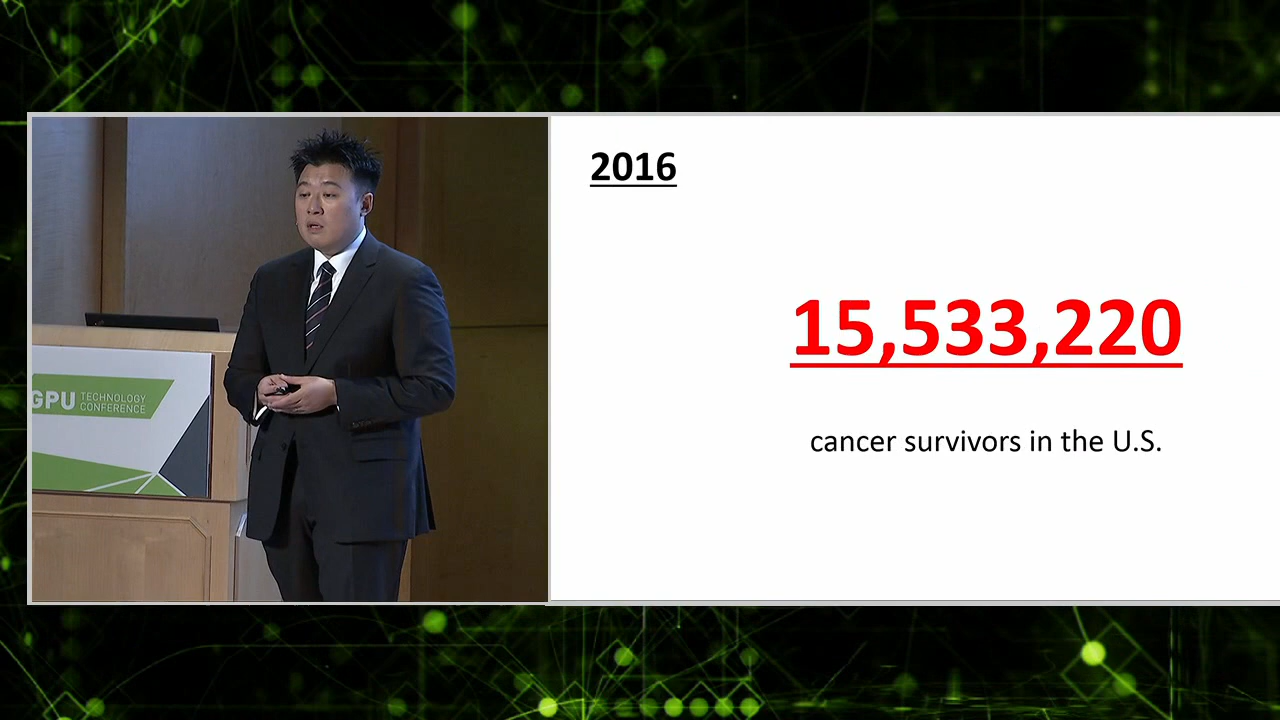 2016
15,533,220
cancer survivors in the U.S.
GPU TECHNOLOGY
CONFERENCE